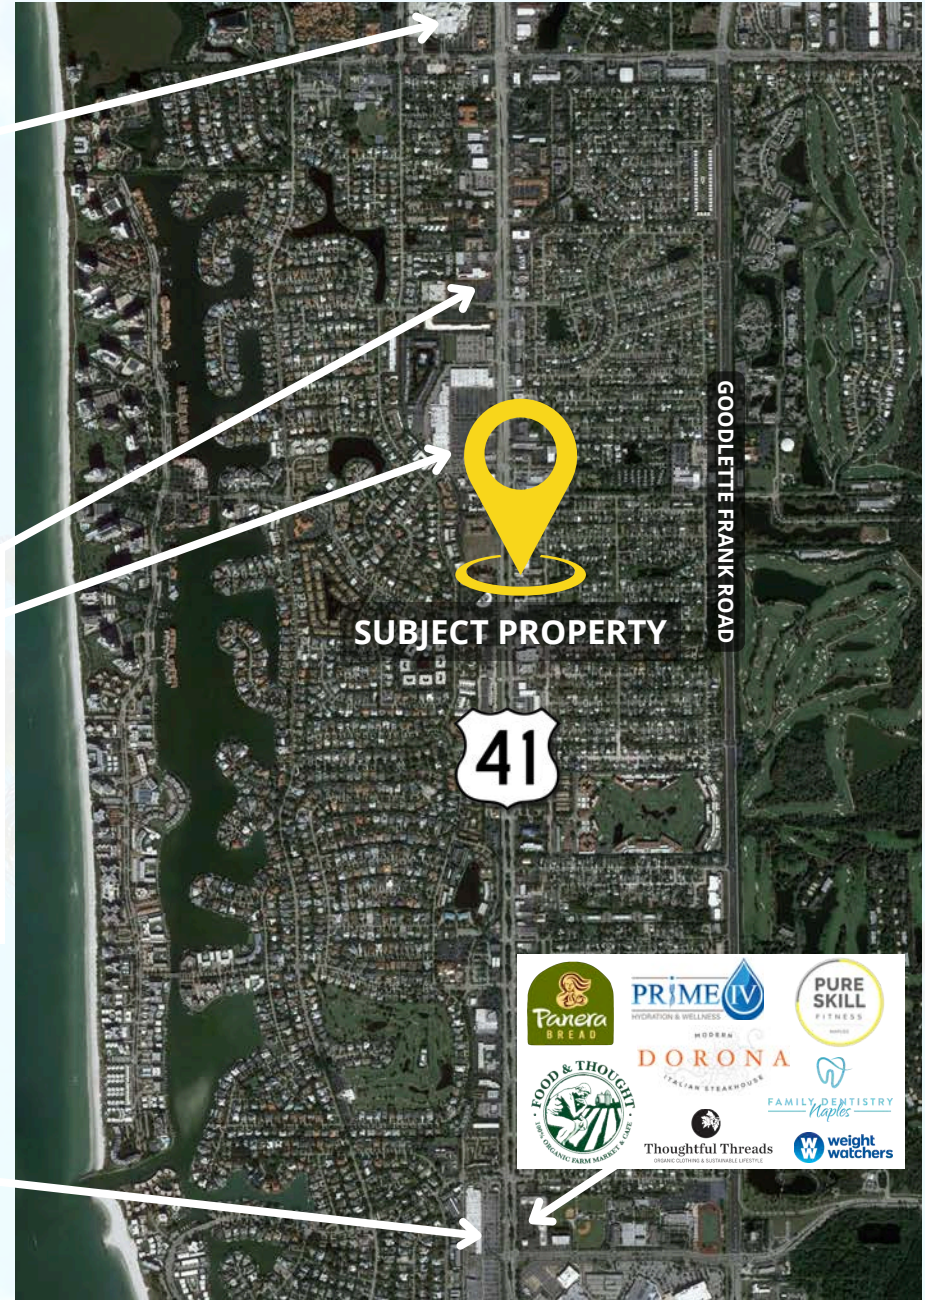 GOODLETTE FRANK ROAD
SUBJECT PROPERTY
41
Panera
BREAD
PRiME IV
HYDRATION & WELLNESS
PURE
SKILL
FITNESS
NAPLES
MODERN
DORONA
ITALIAN STEAKHOUSE
FOOD & THOUGHT
100% ORGANIC FARM MARKET & CAFE
FAMILY DENTISTRY
Naples
Thoughtful Threads
ORGANIC CLOTHING & SUSTAINABLE LIFESTYLE
W
weight
watchers